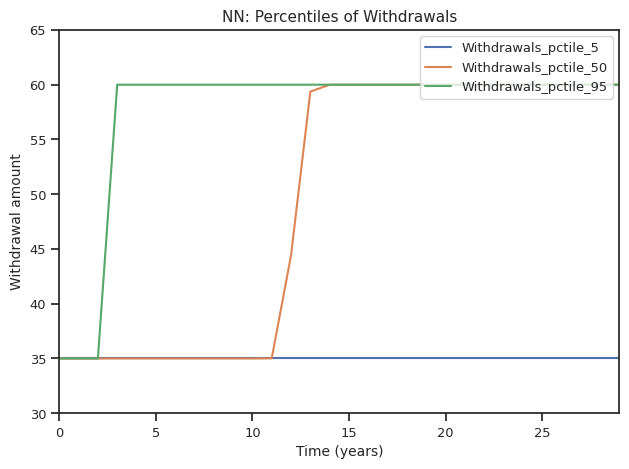 NN: Percentiles of Withdrawals
65
60
55
50
45
40
35
30
Withdrawal amount
Withdrawals_pctile_5
Withdrawals_pctile_50
Withdrawals_pctile_95
0
5
10
15
20
25
Time (years)